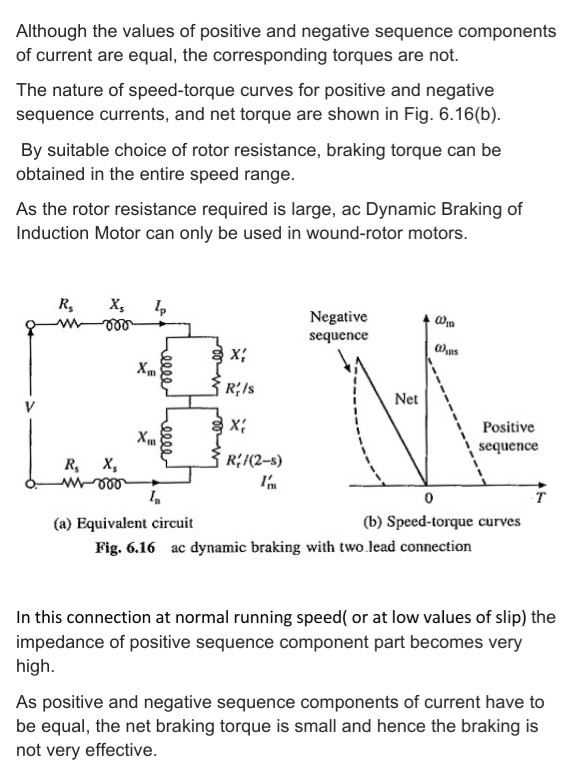 Although the values of positive and negative sequence components
of current are equal, the corresponding torques are not.
The nature of speed-torque curves for positive and negative
sequence currents, and net torque are shown in Fig. 6.16(b).
By suitable choice of rotor resistance, braking torque can be
obtained in the entire speed range.
As the rotor resistance required is large, ac Dynamic Braking of
Induction Motor can only be used in wound-rotor motors.
Rs Xs Ip
Xm
X'r
R'r/s
V
Xm
X'r
R'r/(2–s)
Rs Xs
I'm
In
(a) Equivalent circuit
Negative
sequence
ωm
ωms
Net
Positive
sequence
0
T
(b) Speed-torque curves
Fig. 6.16 ac dynamic braking with two lead connection
In this connection at normal running speed( or at low values of slip) the
impedance of positive sequence component part becomes very
high.
As positive and negative sequence components of current have to
be equal, the net braking torque is small and hence the braking is
not very effective.